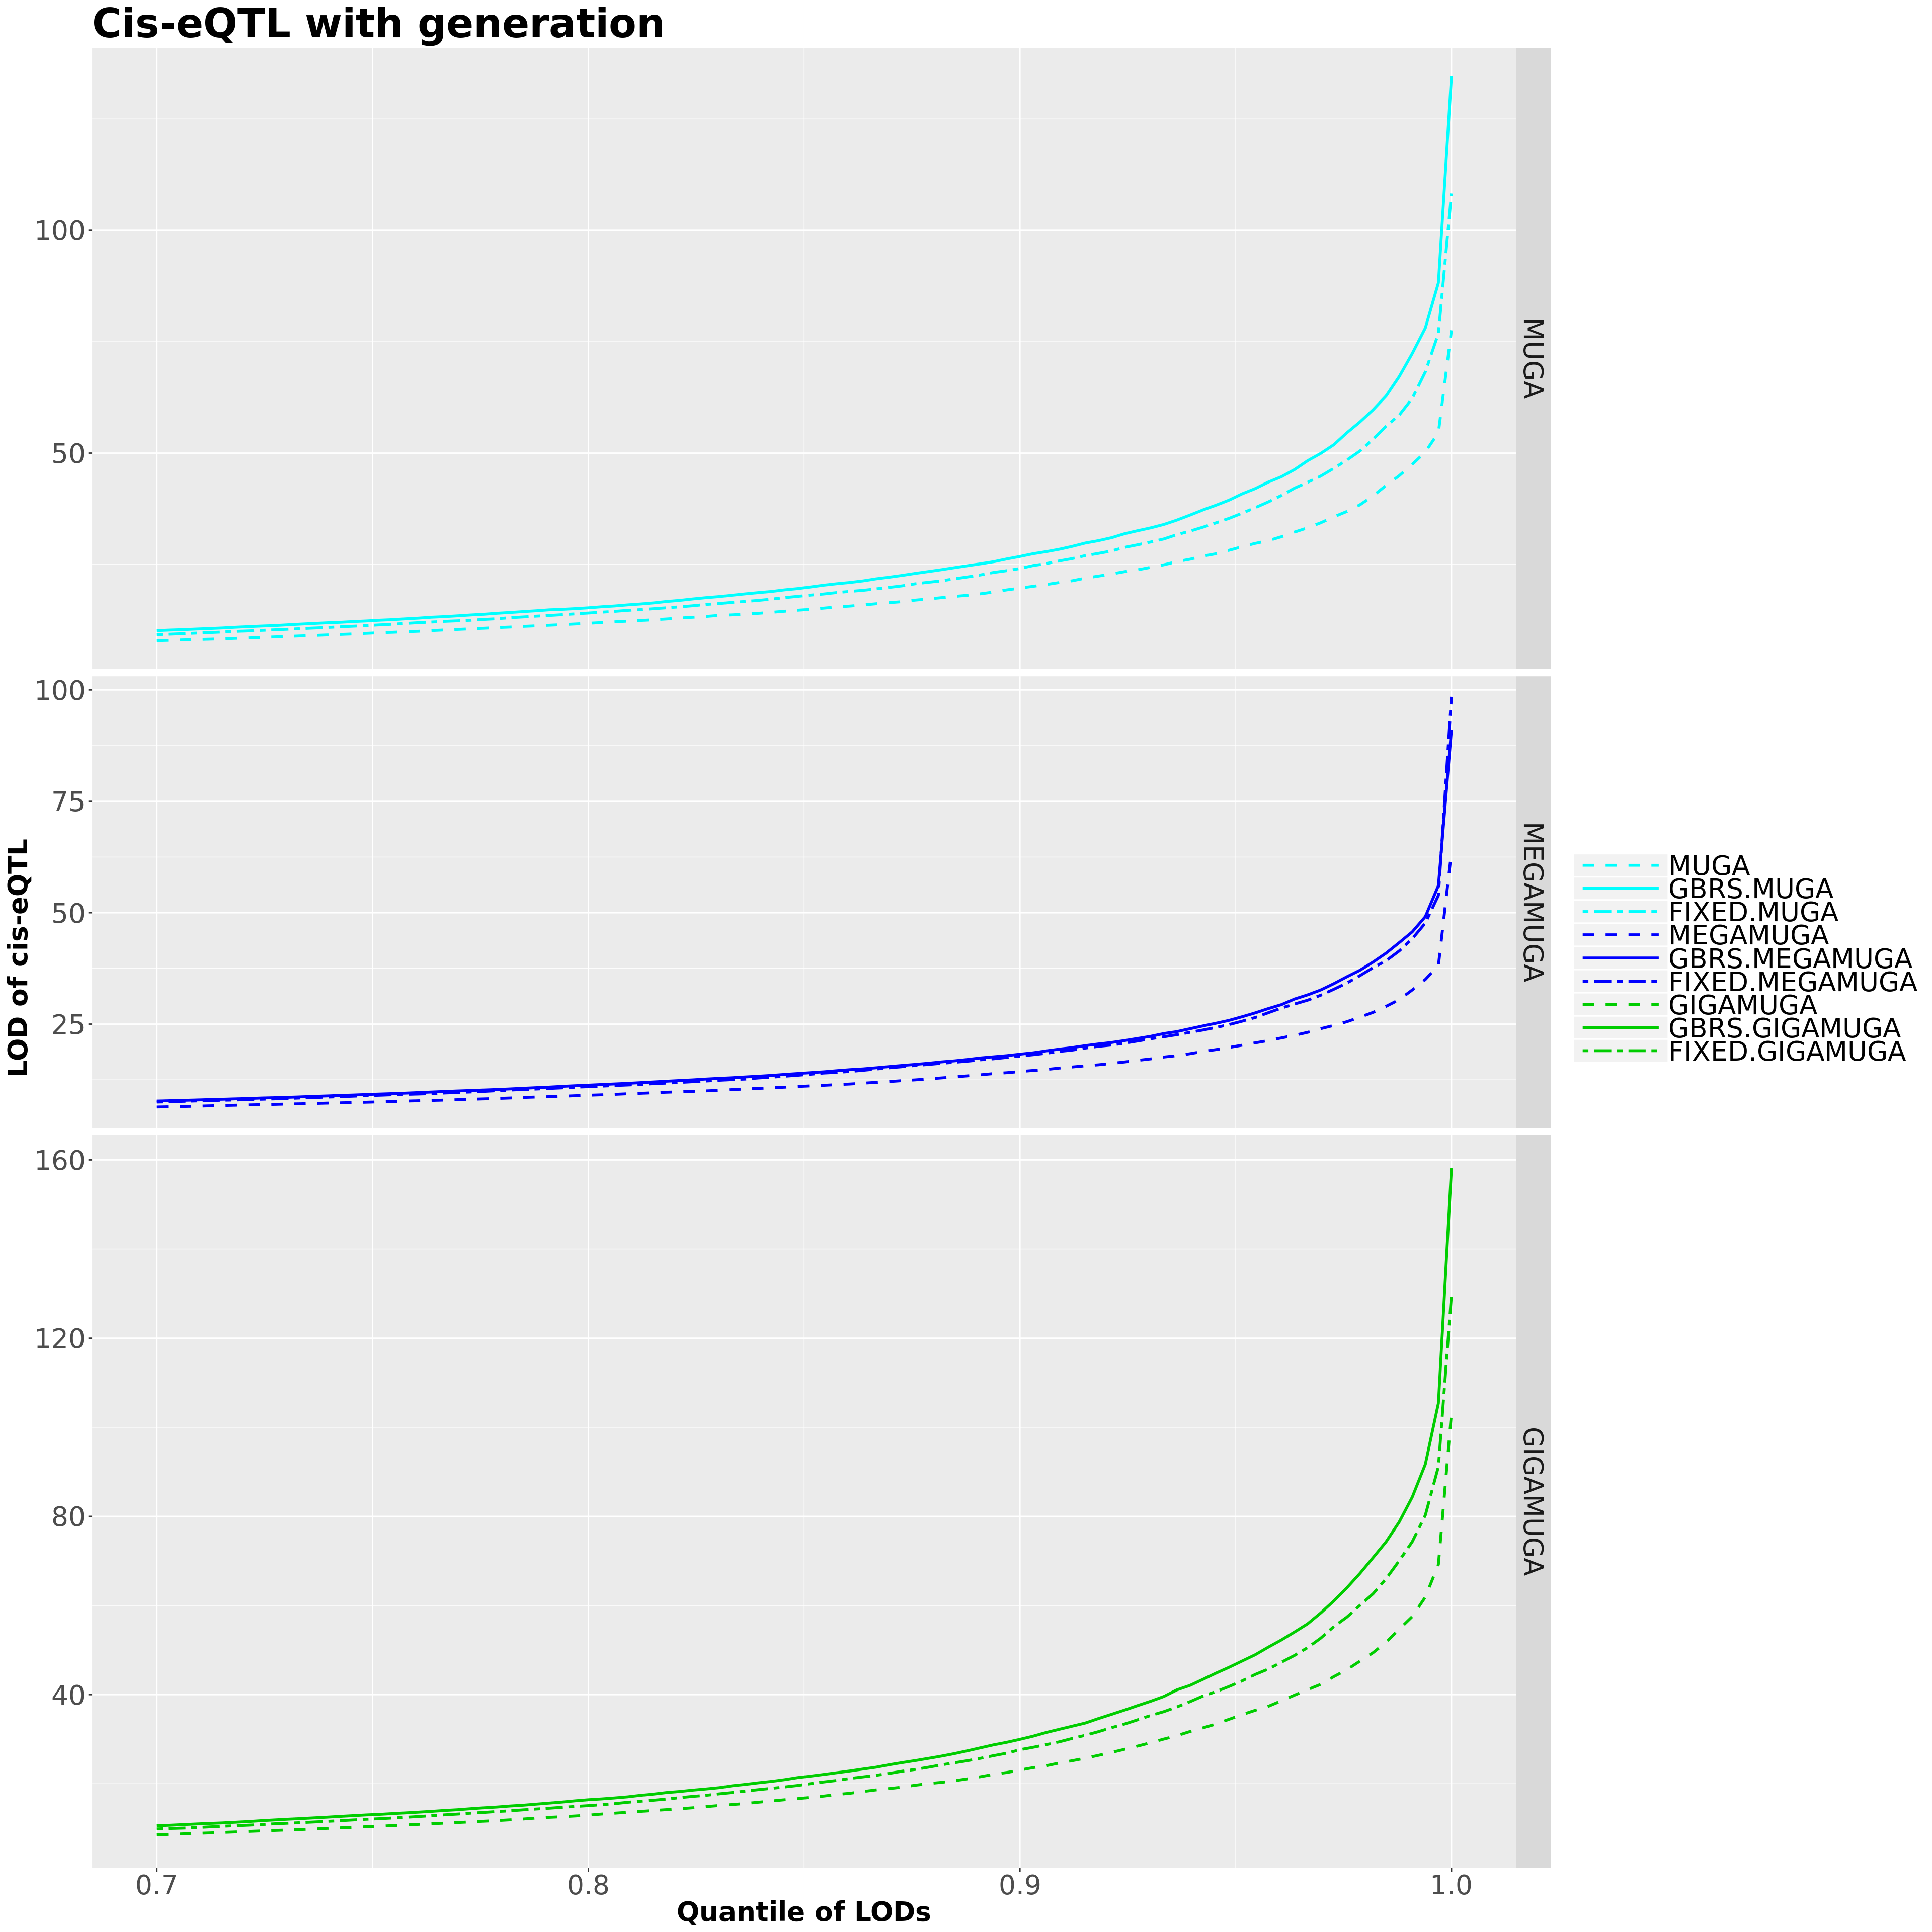 Cis-eQTL with generation
100
50
MUGA
100
75
50
25
MEGAMUGA
160
120
80
40
GIGAMUGA
0.7
0.8
0.9
1.0
Quantile of LODs
LOD of cis-eQTL
MUGA
GBRS.MUGA
FIXED.MUGA
MEGAMUGA
GBRS.MEGAMUGA
FIXED.MEGAMUGA
GIGAMUGA
GBRS.GIGAMUGA
FIXED.GIGAMUGA